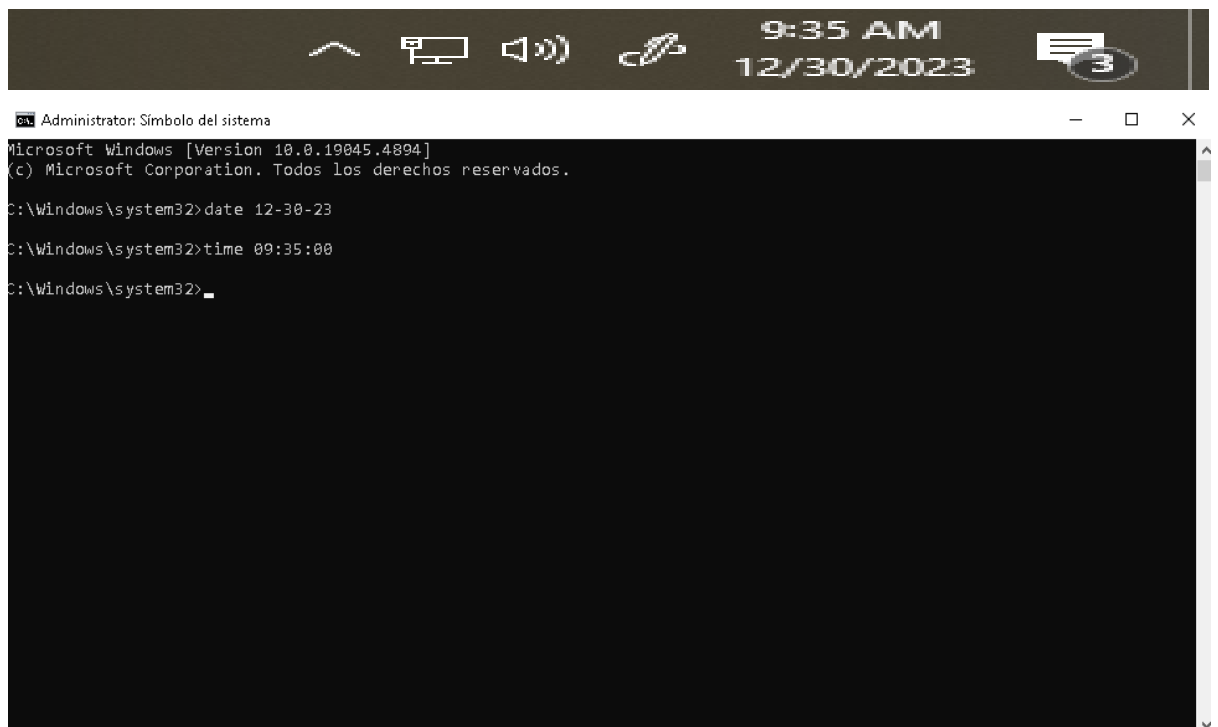 9:35 AM
12/30/2023
3
Administrator: Símbolo del sistema
Microsoft Windows [Version 10.0.19045.4894]
(c) Microsoft Corporation. Todos los derechos reservados.
C:\Windows\system32>date 12-30-23
C:\Windows\system32>time 09:35:00
C:\Windows\system32>